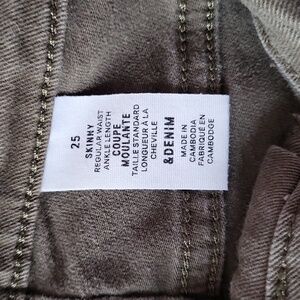 25
SKINNY
REGULAR WAIST
ANKLE LENGTH
COUPE
MOULANTE
TAILLE STANDARD
LONGUEUR À LA
CHEVILLE
&DENIM
MADE IN
CAMBODIA
FABRIQUÉ EN
CAMBODGE